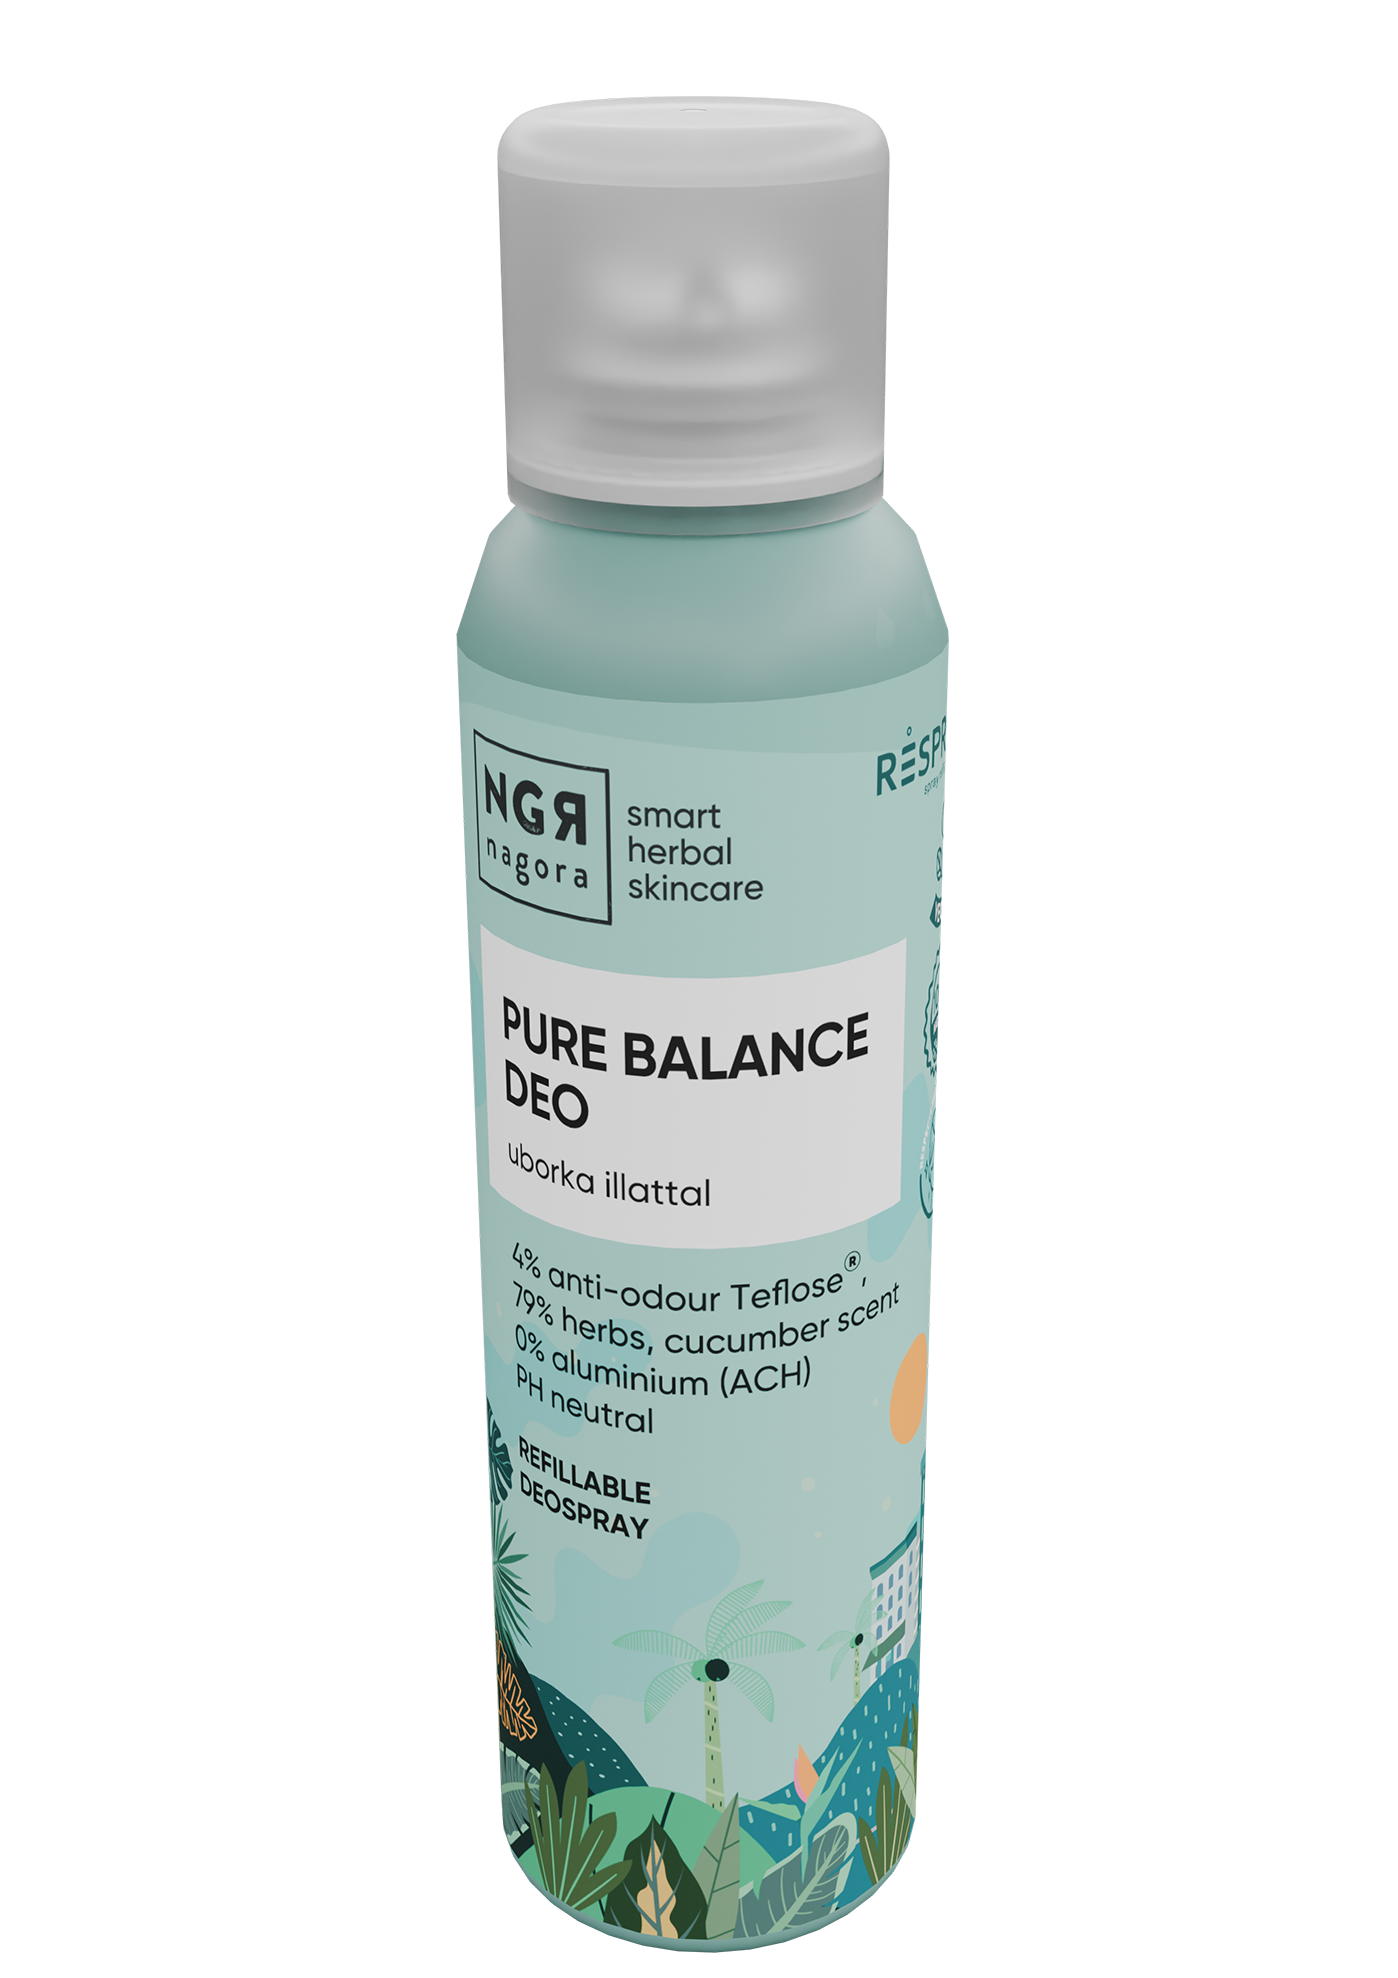 NGR
nagora
smart
herbal
skincare
PURE BALANCE
DEO
uborka illattal
4% anti-odour Teflose®,
79% herbs, cucumber scent
0% aluminium (ACH)
PH neutral
REFILLABLE
DEOSPRAY
spray